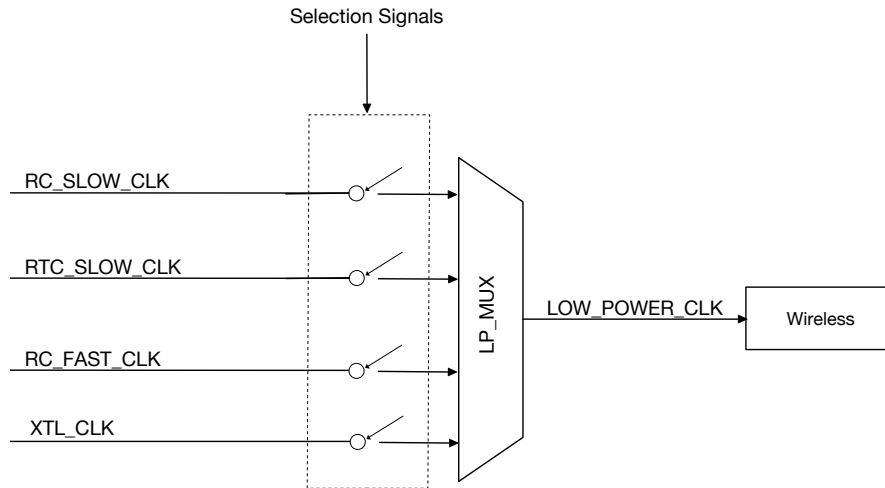 Selection Signals
RC_SLOW_CLK
RTC_SLOW_CLK
RC_FAST_CLK
XTL_CLK
LP_MUX
LOW_POWER_CLK
Wireless